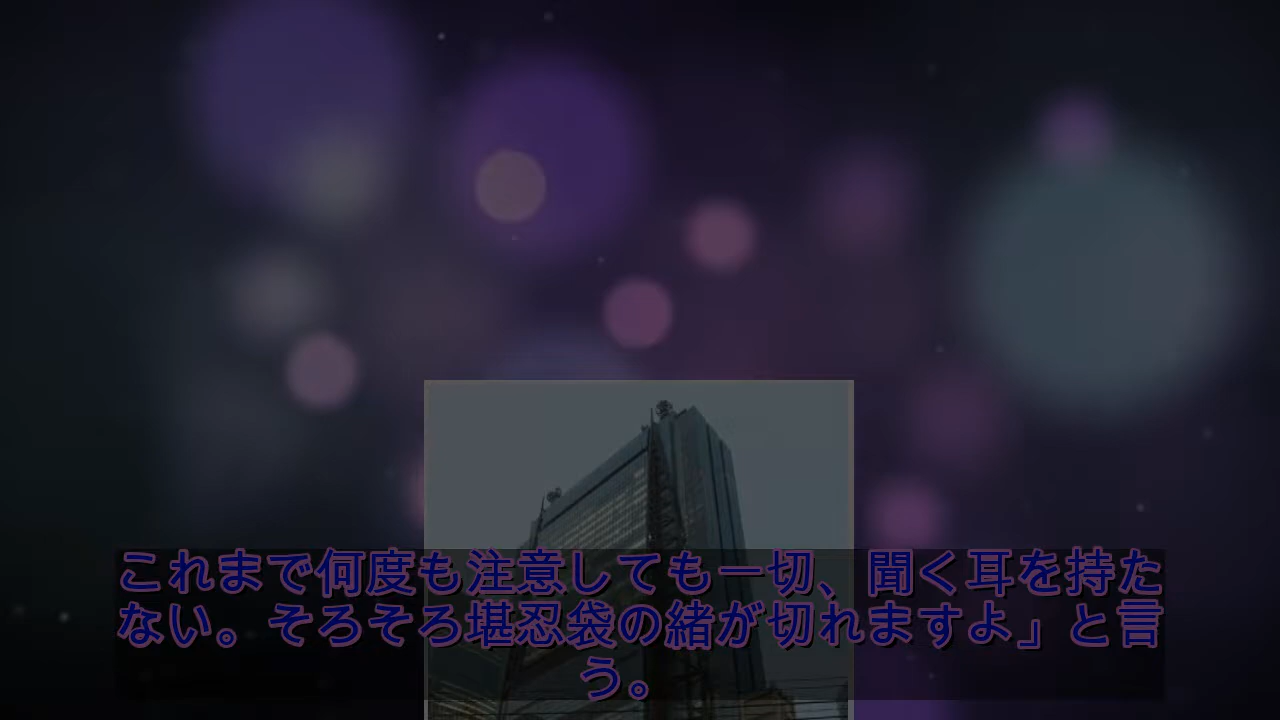 これまで何度も注意しても一切、聞く耳を持た
ない。そろそろ堪忍袋の緒が切れますよ」と言
う。